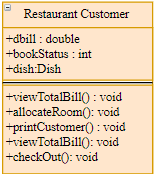 Restaurant Customer
+dbill : double
+bookStatus : int
+dish:Dish
+viewTotalBill() : void
+allocateRoom(): void
+printCustomer() : void
+viewTotalBill() : void
+checkOut(): void